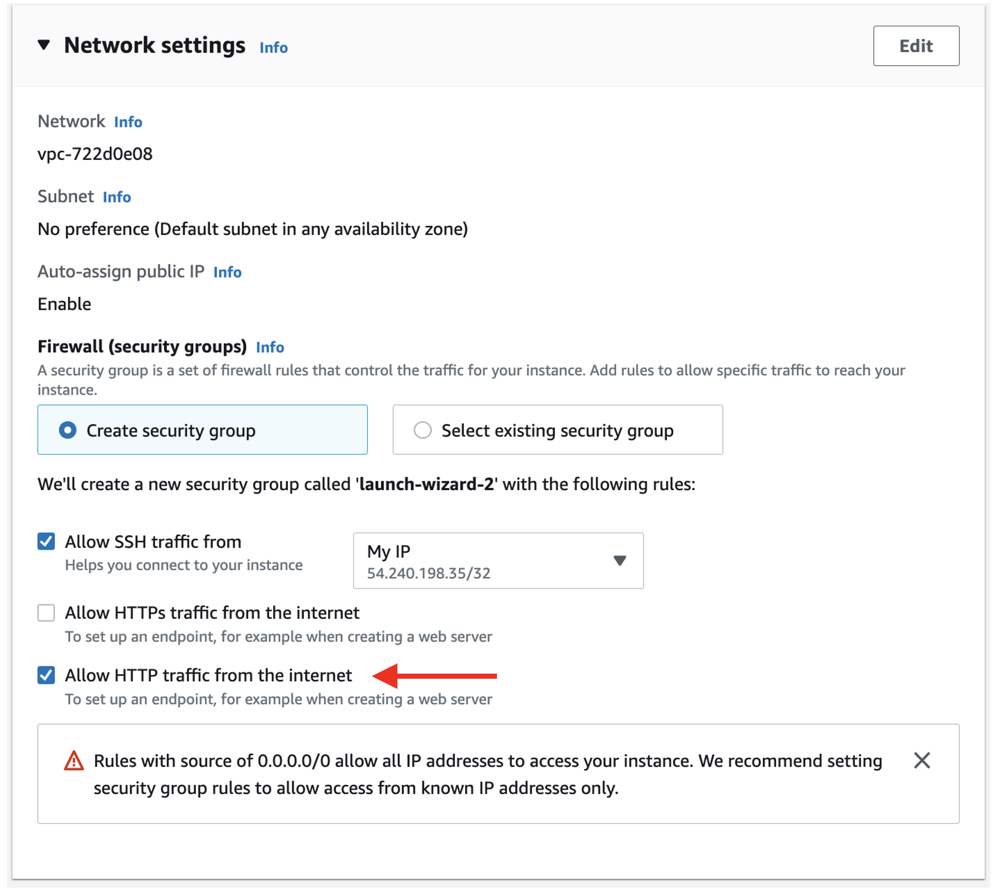 Network settings Info
Edit
Network Info
vpc-722d0e08
Subnet Info
No preference (Default subnet in any availability zone)
Auto-assign public IP Info
Enable
Firewall (security groups) Info
A security group is a set of firewall rules that control the traffic for your instance. Add rules to allow specific traffic to reach your
instance.
Create security group
Select existing security group
We'll create a new security group called 'launch-wizard-2' with the following rules:
Allow SSH traffic from
Helps you connect to your instance
My IP
54.240.198.35/32
Allow HTTPs traffic from the internet
To set up an endpoint, for example when creating a web server
Allow HTTP traffic from the internet
To set up an endpoint, for example when creating a web server
Rules with source of 0.0.0.0/0 allow all IP addresses to access your instance. We recommend setting
security group rules to allow access from known IP addresses only.